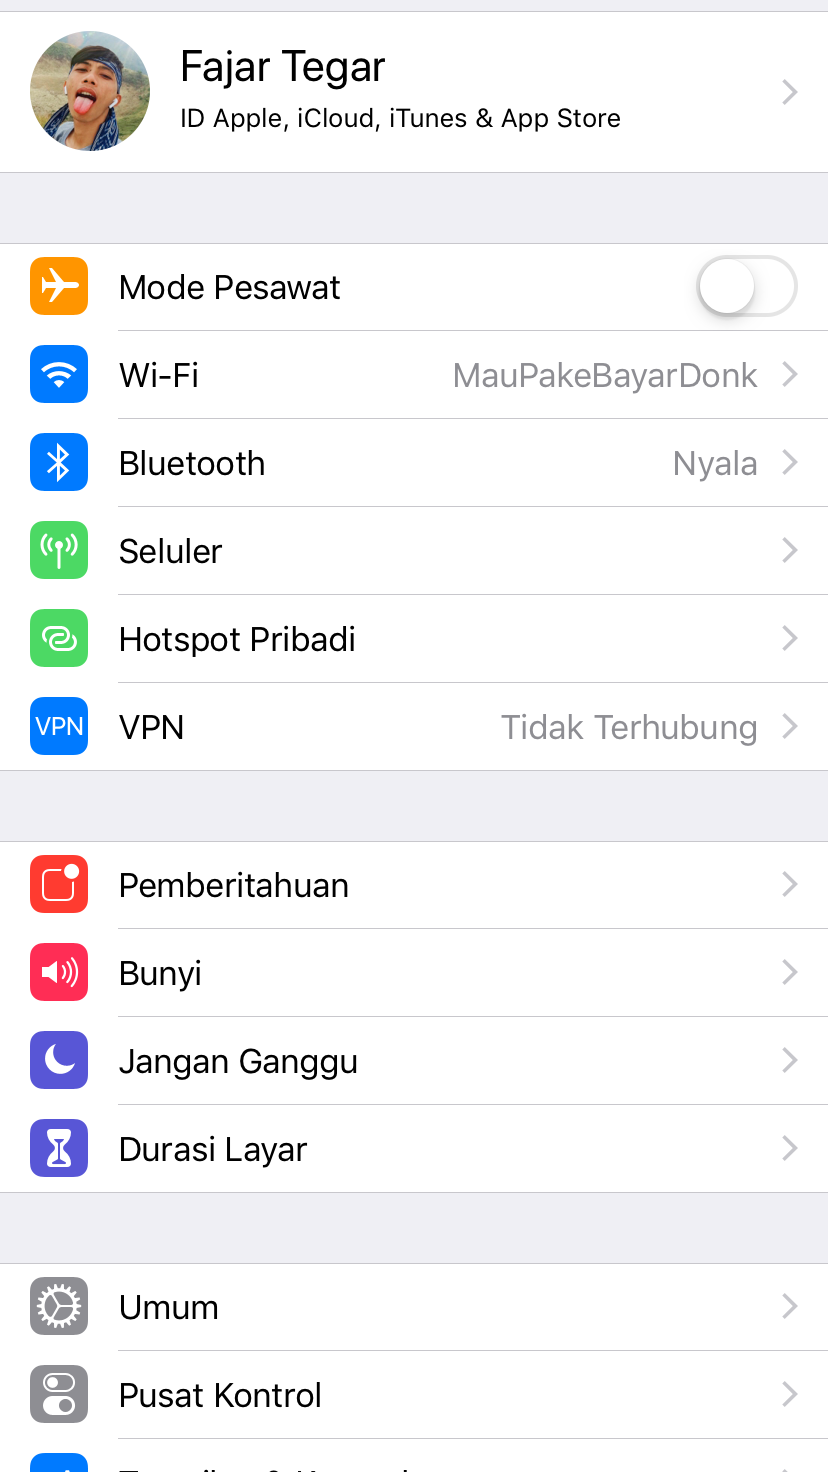 Fajar Tegar
ID Apple, iCloud, iTunes & App Store
Mode Pesawat
Wi-Fi MauPakeBayarDonk
Bluetooth Nyala
Seluler
Hotspot Pribadi
VPN VPN Tidak Terhubung
Pemberitahuan
Bunyi
Jangan Ganggu
Durasi Layar
Umum
Pusat Kontrol